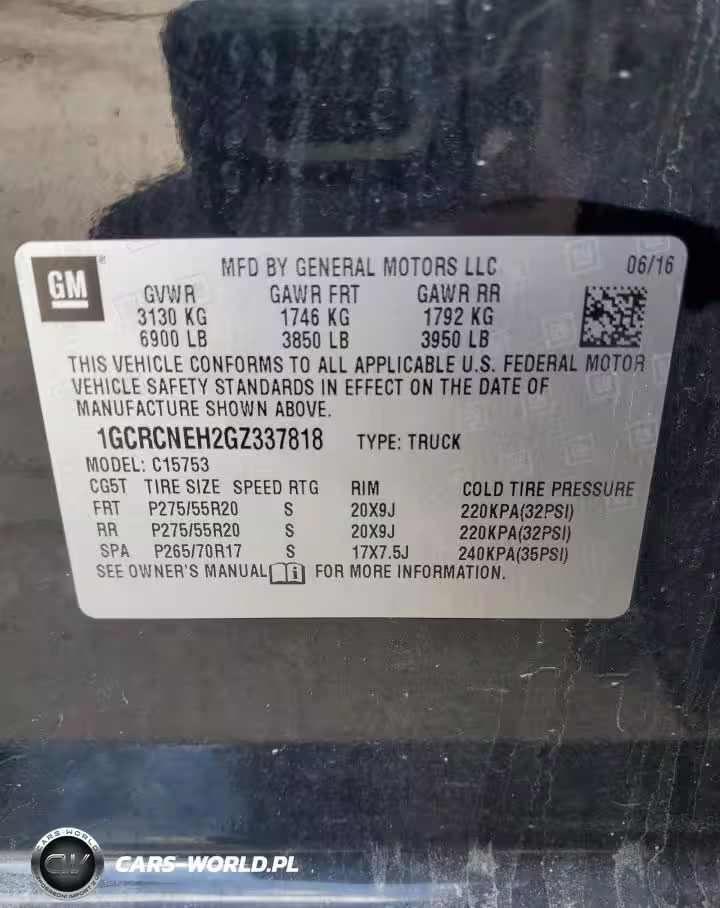 GM
MFD BY GENERAL MOTORS LLC 06/16
GVWR GAWR FRT GAWR RR
3130 KG 1746 KG 1792 KG
6900 LB 3850 LB 3950 LB
THIS VEHICLE CONFORMS TO ALL APPLICABLE U.S. FEDERAL MOTOR
VEHICLE SAFETY STANDARDS IN EFFECT ON THE DATE OF
MANUFACTURE SHOWN ABOVE.
1GCRCNEH2GZ337818 TYPE: TRUCK
MODEL: C15753
CG5T TIRE SIZE SPEED RTG RIM COLD TIRE PRESSURE
FRT P275/55R20 S 20X9J 220KPA(32PSI)
RR P275/55R20 S 20X9J 220KPA(32PSI)
SPA P265/70R17 S 17X7.5J 240KPA(35PSI)
SEE OWNER'S MANUAL i FOR MORE INFORMATION.
CARS-WORLD
CW
CARS-WORLD.PL